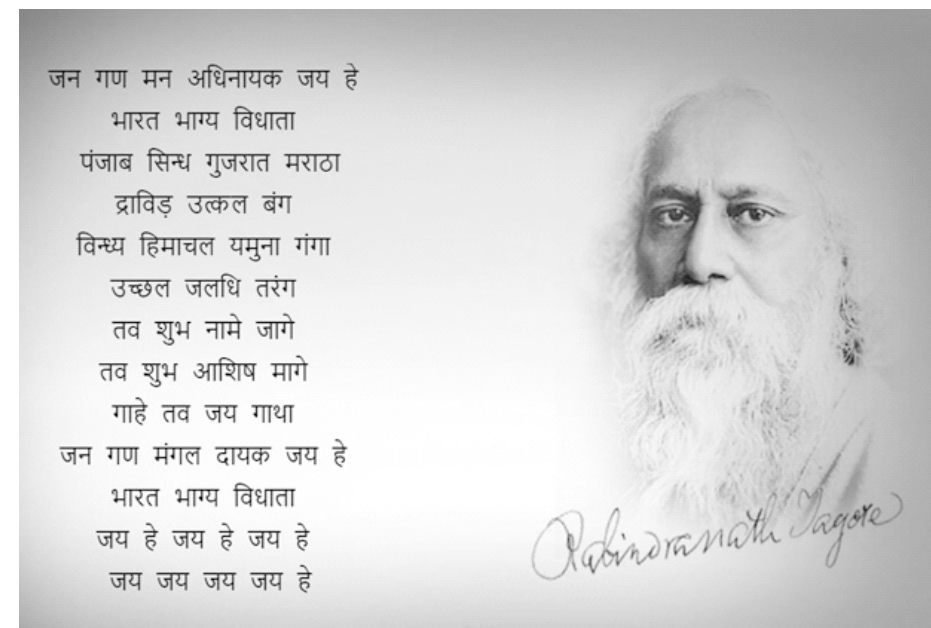 जन गण मन अधिनायक जय हे
भारत भाग्य विधाता
पंजाब सिन्ध गुजरात मराठा
द्राविड़ उत्कल बंग
विन्ध्य हिमाचल यमुना गंगा
उच्छल जलधि तरंग
तव शुभ नामे जागे
तव शुभ आशिष मागे
गाहे तव जय गाथा
जन गण मंगल दायक जय हे
भारत भाग्य विधाता
जय हे जय हे जय हे
जय जय जय जय हे
Rabindranath Tagore